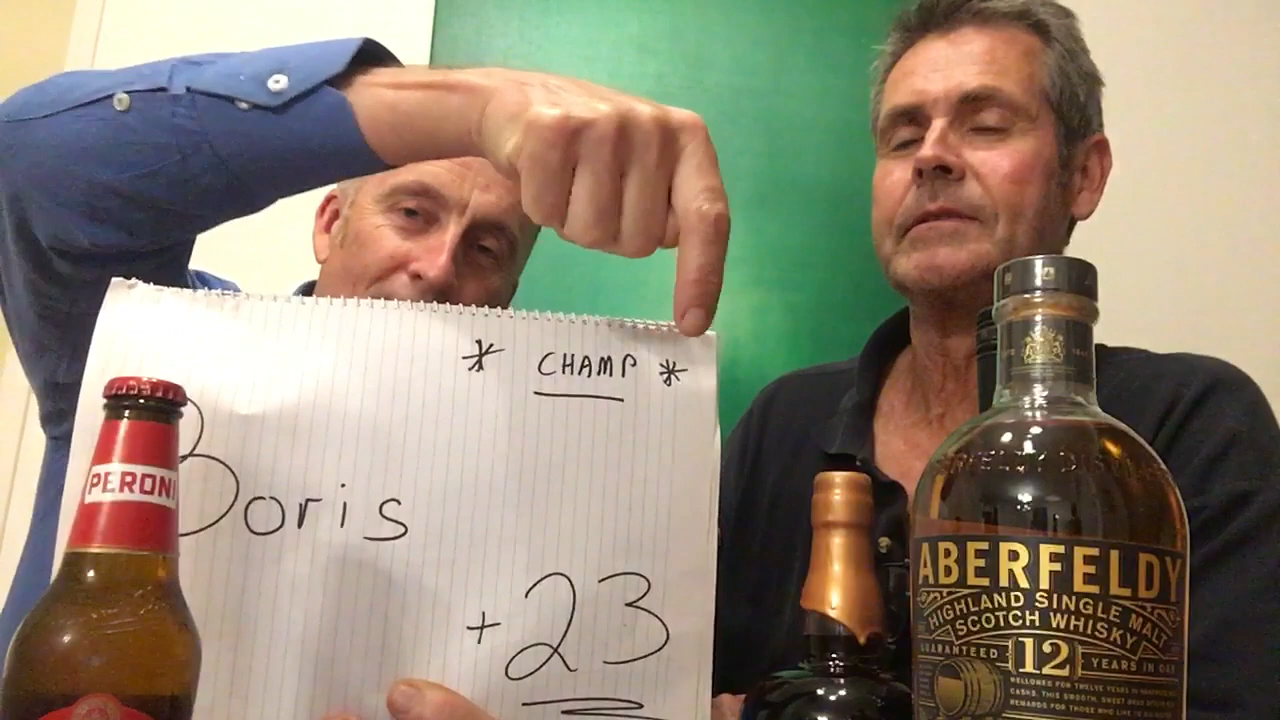 * CHAMP *
Boris
+23
PERONI
ABERFELDY
HIGHLAND SINGLE MALT
SCOTCH WHISKY
GUARANTEED 12 YEARS IN OAK